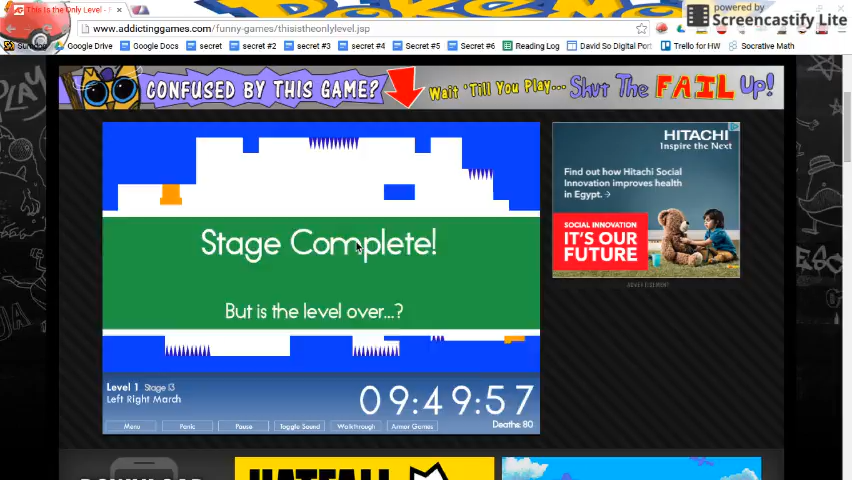 This is the Only Level - F
powered by
Screencastify Lite
www.addictinggames.com/funny-games/thisistheonlylevel.jsp
Google Drive Google Docs secret secret #2 secret #3 secret #4 Secret #5 Secret #6 Reading Log David So Digital Port Trello for HW Socrative Math
CONFUSED BY THIS GAME? Wait 'Till You Play... Shut The FAIL Up!
HITACHI
Inspire the Next
Find out how Hitachi Social
Innovation improves health
in Egypt. →
SOCIAL INNOVATION
IT'S OUR
FUTURE
ADVERTISEMENT
Stage Complete!
But is the level over...?
Level 1 Stage 13
Left Right March
09:49:57
Deaths: 80
Menu Panic Pause Toggle Sound Walkthrough Armor Games